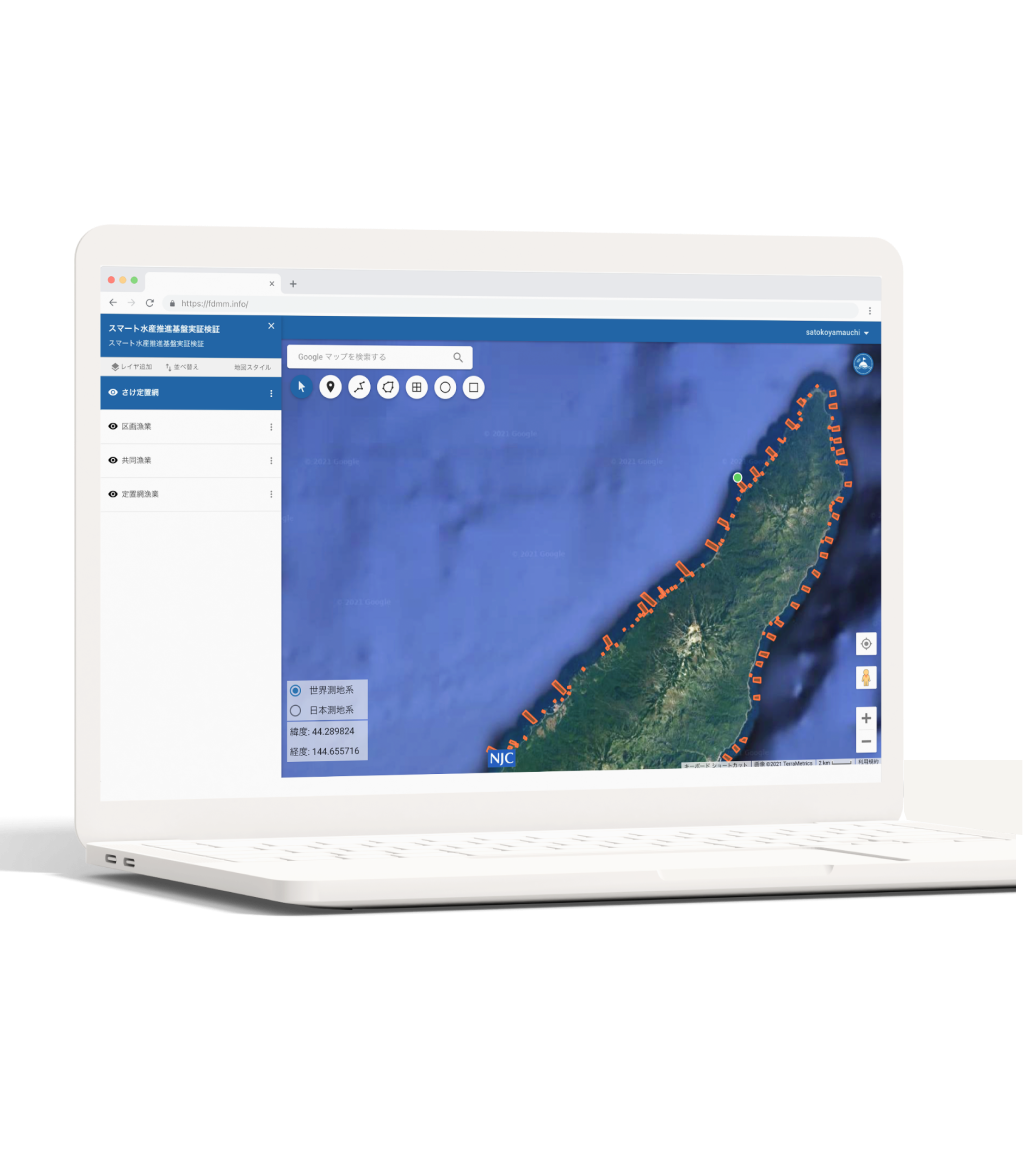 https://fdmm.info/
スマート水産推進基盤実証検証
スマート水産推進基盤実証検証
satokoyamauchi
レイヤ追加 並べ替え 地図スタイル
Google マップを検索する
さけ定置網
区画漁業
共同漁業
定置網漁業
© 2021 Google
© 2021 Google
© 2021 Google
© 2021 Google
© 2021 Google
世界測地系
日本測地系
緯度: 44.289824
経度: 144.655716
NJC
キーボード ショートカット 画像 ©2021 TerraMetrics 2 km 利用規約